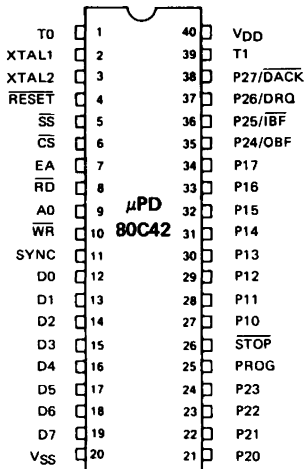 T0 1 40 VDD
XTAL1 2 39 T1
XTAL2 3 38 P27/DACK
RESET 4 37 P26/DRQ
SS 5 36 P25/IBF
CS 6 35 P24/OBF
EA 7 34 P17
RD 8 33 P16
A0 9 μPD 32 P15
WR 10 80C42 31 P14
SYNC 11 30 P13
D0 12 29 P12
D1 13 28 P11
D2 14 27 P10
D3 15 26 STOP
D4 16 25 PROG
D5 17 24 P23
D6 18 23 P22
D7 19 22 P21
VSS 20 21 P20